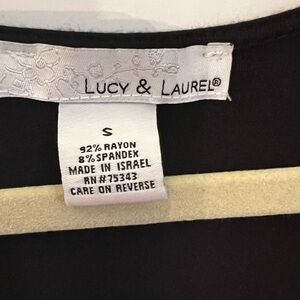 LUCY & LAUREL®
S
92% RAYON
8% SPANDEX
MADE IN ISRAEL
RN#75343
CARE ON REVERSE